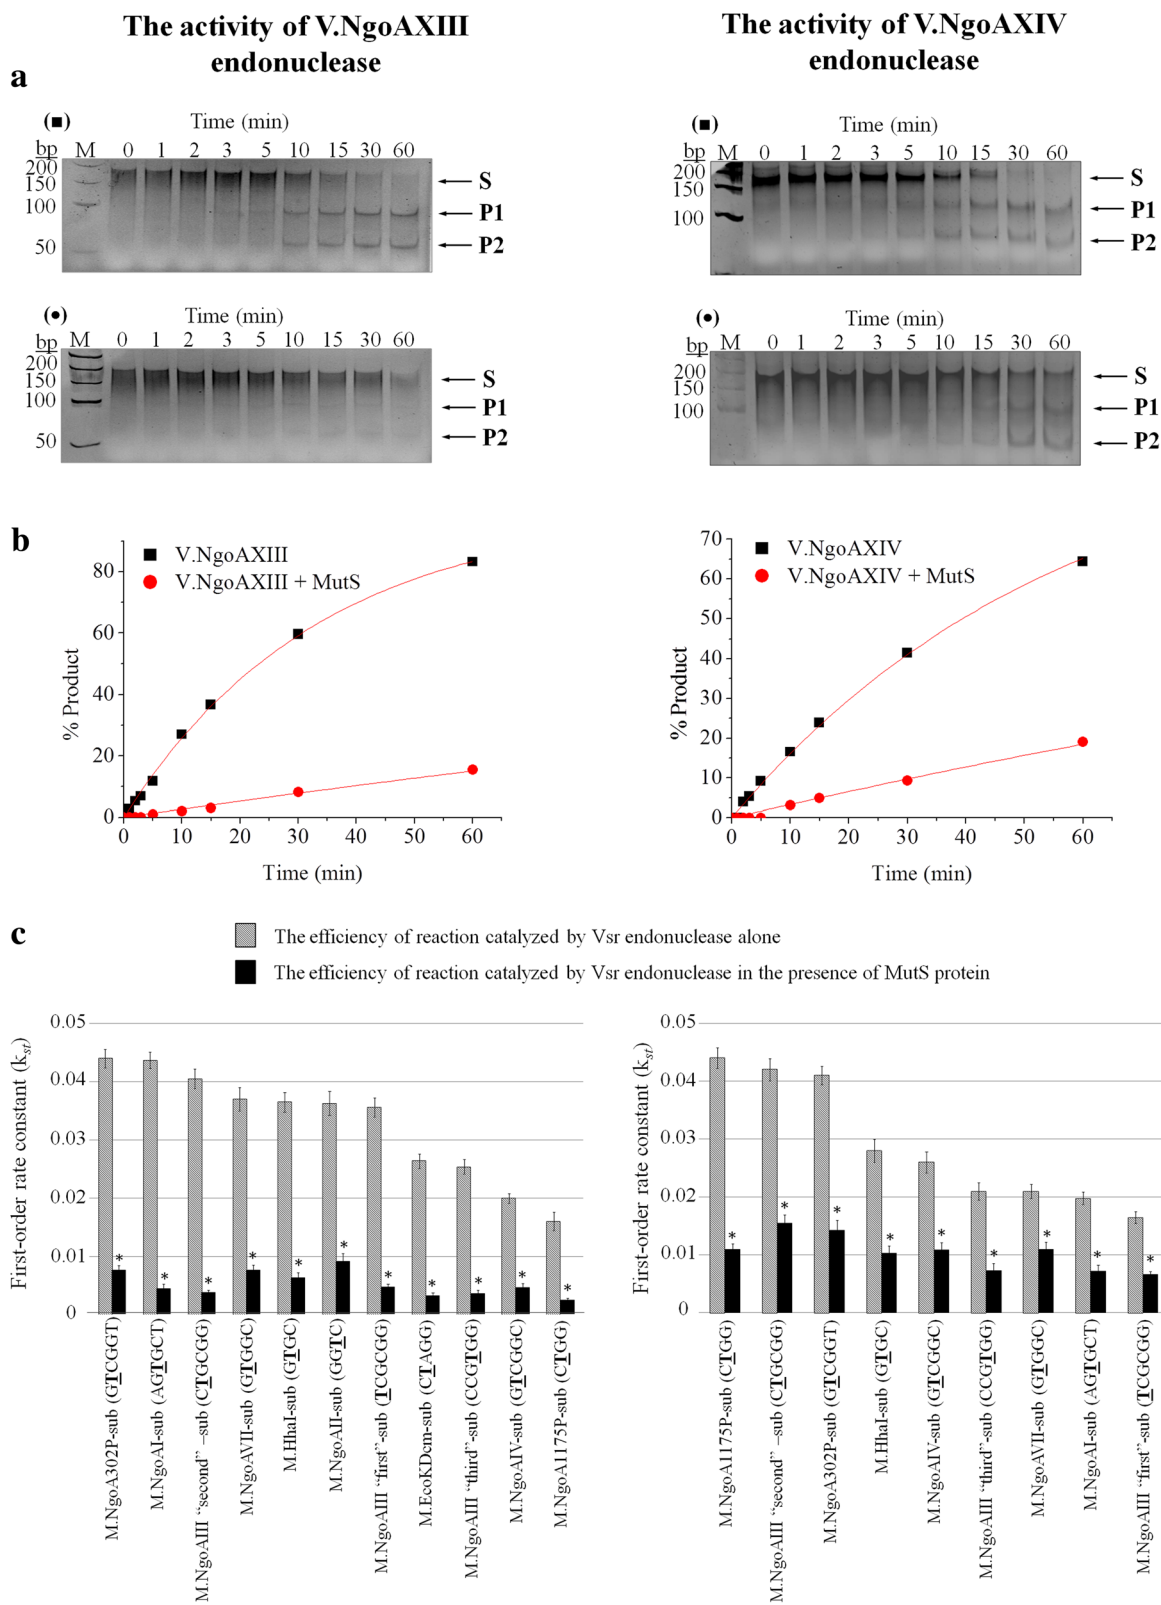 The activity of V.NgoAXIII
endonuclease
The activity of V.NgoAXIV
endonuclease
a
(■)
Time (min)
bp M 0 1 2 3 5 10 15 30 60
200
150
100
50
S
P1
P2
(■)
Time (min)
bp M 0 1 2 3 5 10 15 30 60
200
150
100
S
P1
P2
(●)
Time (min)
bp M 0 1 2 3 5 10 15 30 60
200
150
100
50
S
P1
P2
(●)
Time (min)
bp M 0 1 2 3 5 10 15 30 60
200
150
100
S
P1
P2
b
V.NgoAXIII
V.NgoAXIII + MutS
% Product
80
60
40
20
0
0 10 20 30 40 50 60
Time (min)
V.NgoAXIV
V.NgoAXIV + MutS
% Product
70
60
50
40
30
20
10
0
0 10 20 30 40 50 60
Time (min)
c
The efficiency of reaction catalyzed by Vsr endonuclease alone
The efficiency of reaction catalyzed by Vsr endonuclease in the presence of MutS protein
First-order rate constant (kst)
0.05
0.04
0.03
0.02
0.01
0
* * * * * * * * * * *
M.NgoA302P-sub (GTCGGT)
M.NgoAI-sub (AGTGCT)
M.NgoAIII “second” –sub (CTGCGG)
M.NgoAVII-sub (GTGGC)
M.HhaI-sub (GTGC)
M.NgoAII-sub (GGTC)
M.NgoAIII “first”-sub (TCGCGG)
M.EcoKDcm-sub (CTAGG)
M.NgoAIII “third”-sub (CCGTGG)
M.NgoAIV-sub (GTCGGC)
M.NgoA1175P-sub (CTGG)
First-order rate constant (kst)
0.05
0.04
0.03
0.02
0.01
0
* * * * * * * * *
M.NgoA1175P-sub (CTGG)
M.NgoAIII “second” –sub (CTGCGG)
M.NgoA302P-sub (GTCGGT)
M.HhaI-sub (GTGC)
M.NgoAIV-sub (GTCGGC)
M.NgoAIII “third”-sub (CCGTGG)
M.NgoAVII-sub (GTGGC)
M.NgoAI-sub (AGTGCT)
M.NgoAIII “first”-sub (TCGCGG)